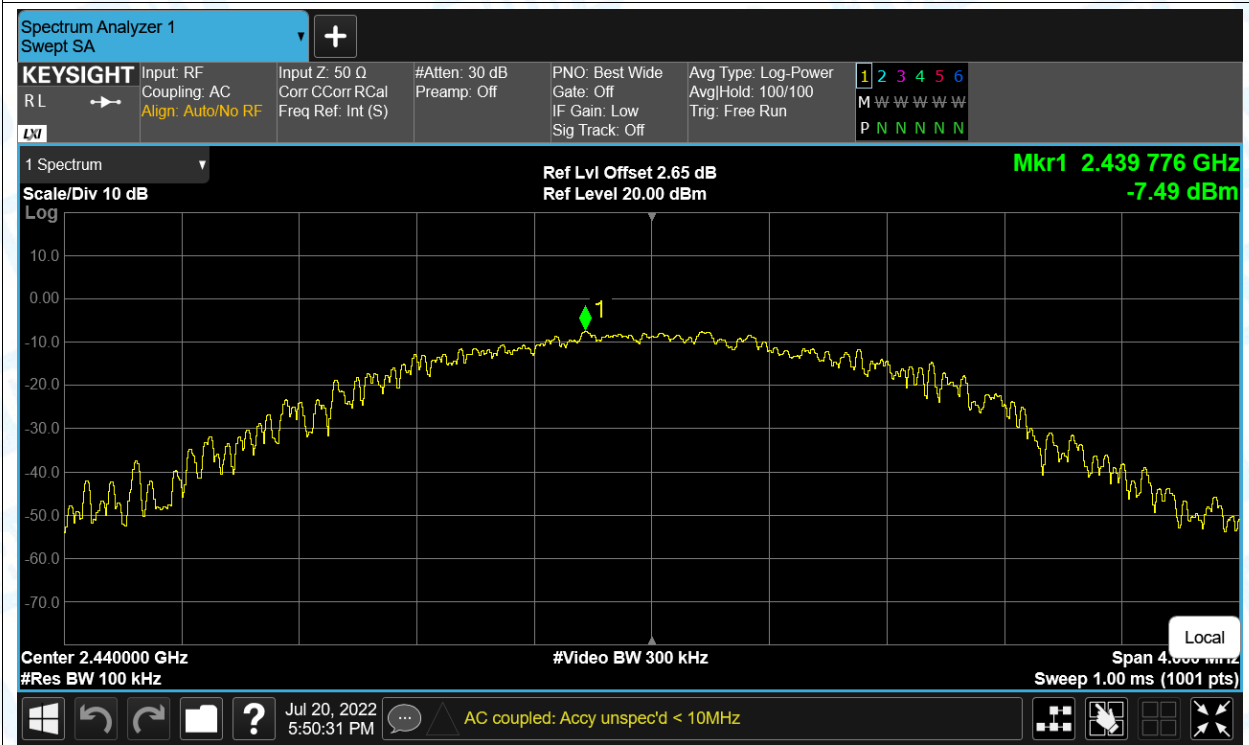 Spectrum Analyzer 1
Swept SA
KEYSIGHT
R L
LXI
Input: RF
Coupling: AC
Align: Auto/No RF
Input Z: 50 Ω
Corr CCorr RCal
Freq Ref: Int (S)
#Atten: 30 dB
Preamp: Off
PNO: Best Wide
Gate: Off
IF Gain: Low
Sig Track: Off
Avg Type: Log-Power
Avg|Hold: 100/100
Trig: Free Run
1 2 3 4 5 6
M W W W W W W
P N N N N N
1 Spectrum
Scale/Div 10 dB
Ref Lvl Offset 2.65 dB
Ref Level 20.00 dBm
Mkr1 2.439 776 GHz
-7.49 dBm
Log
10.0
0.00
-10.0
-20.0
-30.0
-40.0
-50.0
-60.0
-70.0
1
Local
Center 2.440000 GHz
#Video BW 300 kHz
Span
#Res BW 100 kHz
Sweep 1.00 ms (1001 pts)
?
Jul 20, 2022
5:50:31 PM
AC coupled: Accy unspec'd < 10MHz